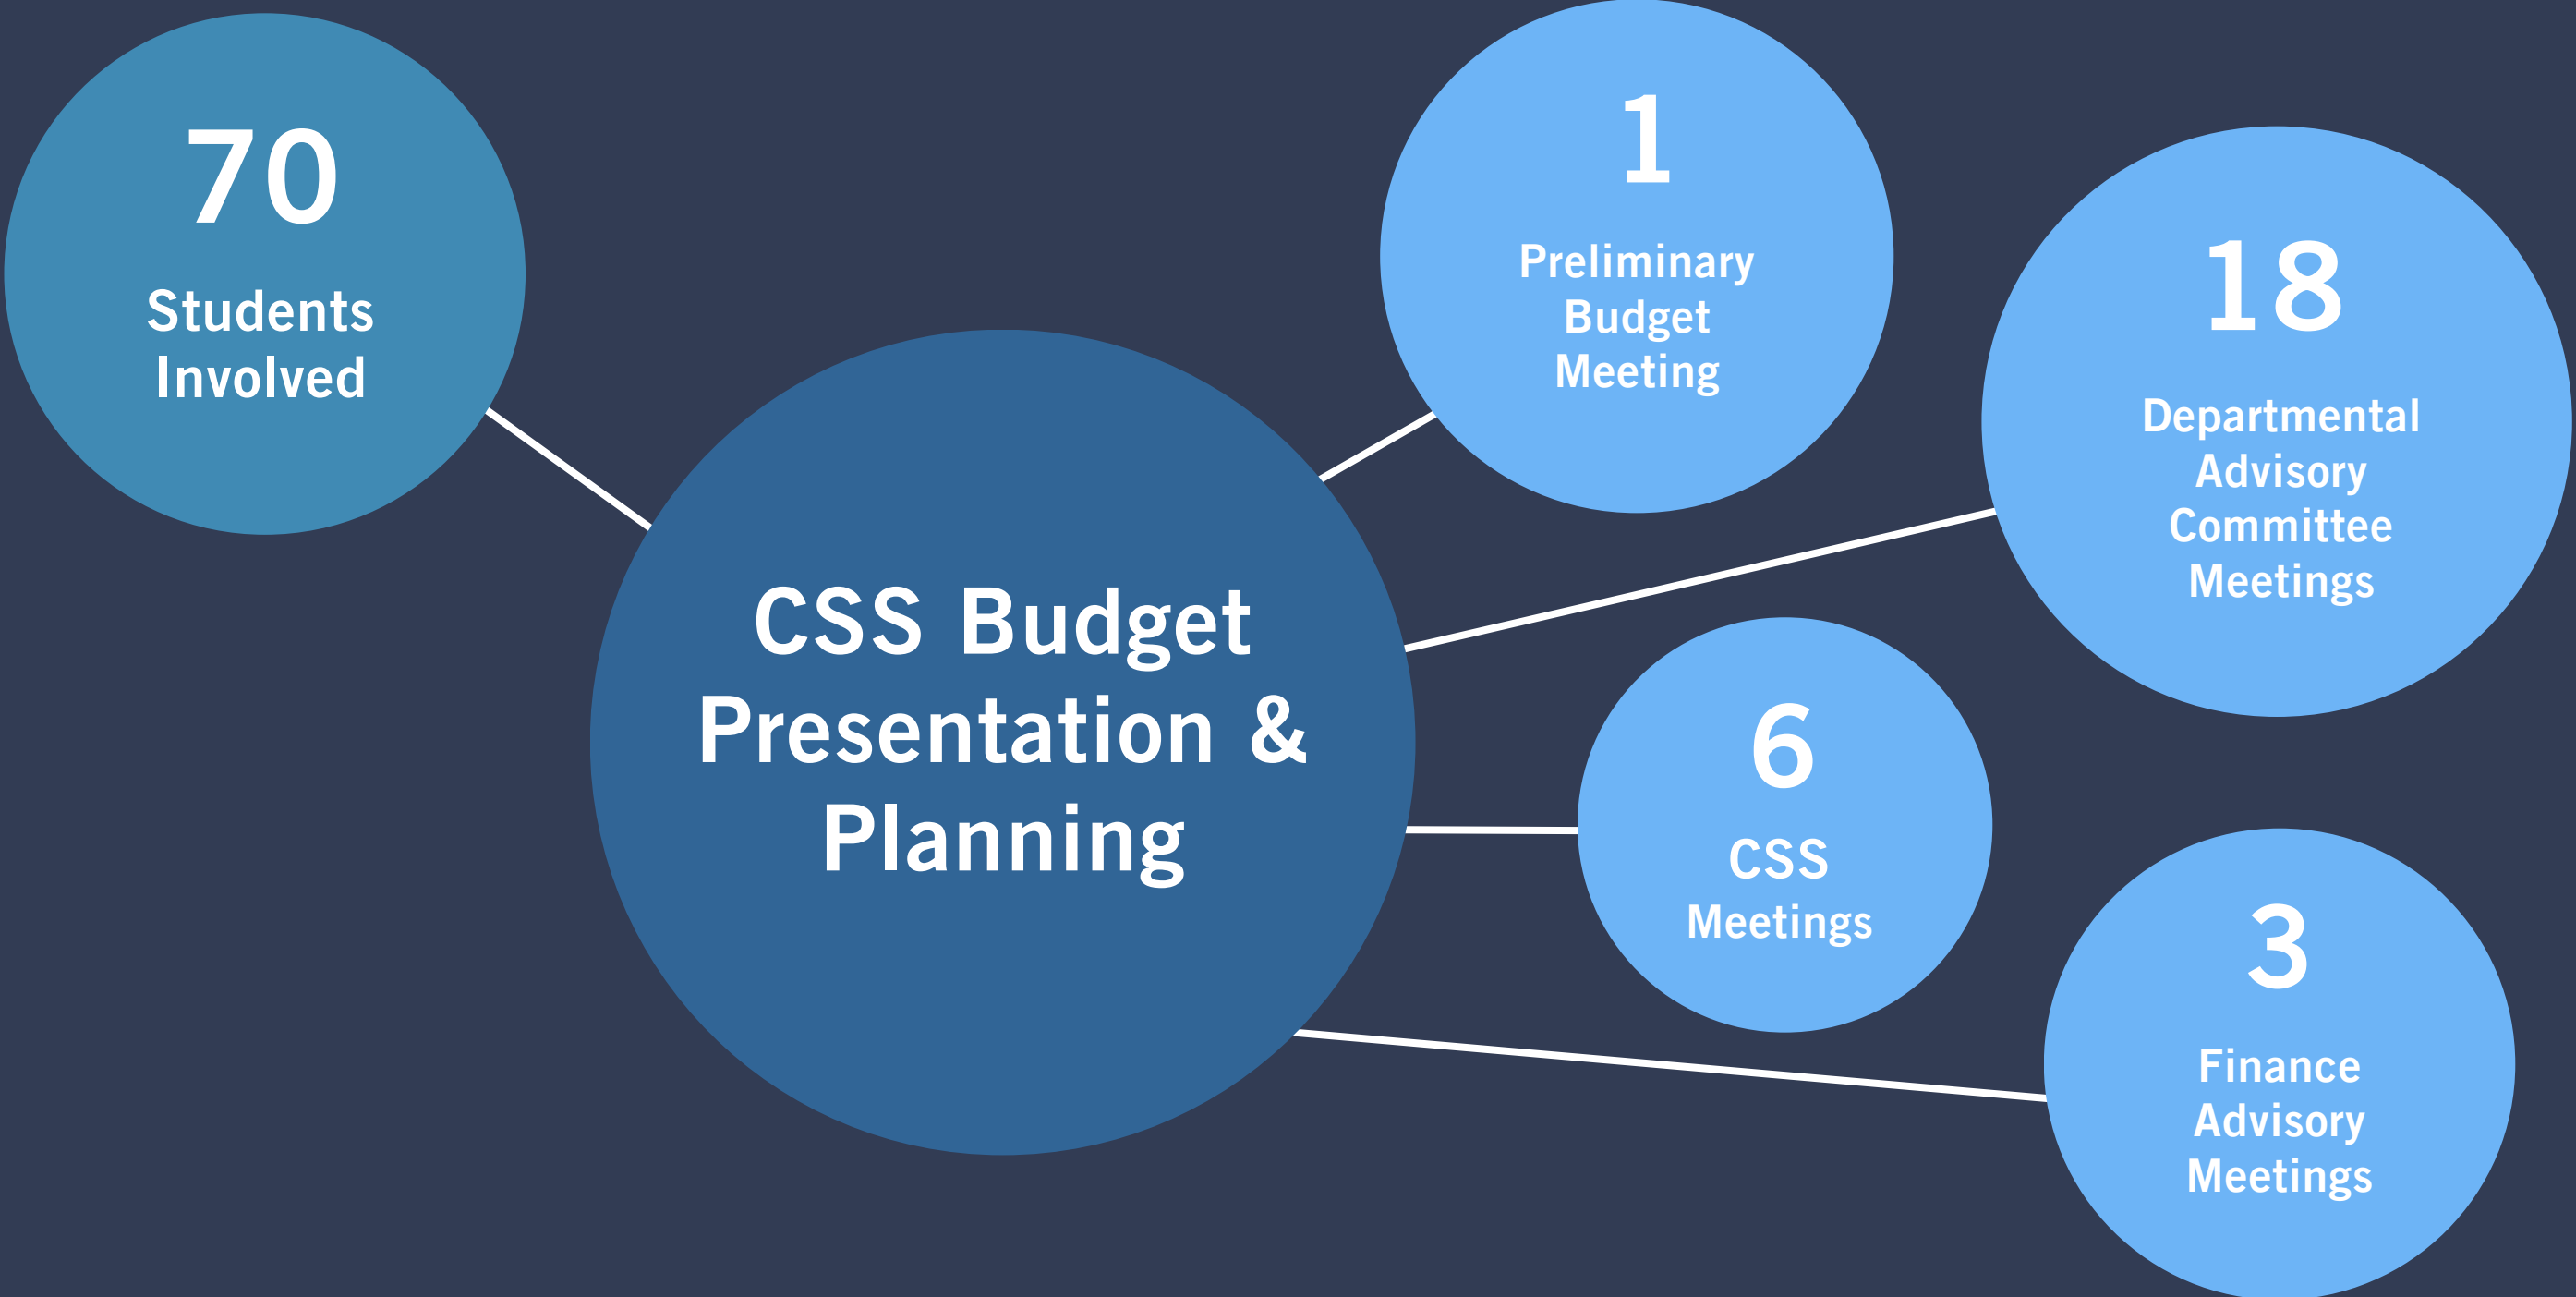 70
Students
Involved
CSS Budget
Presentation &
Planning
1
Preliminary
Budget
Meeting
18
Departmental
Advisory
Committee
Meetings
6
CSS
Meetings
3
Finance
Advisory
Meetings